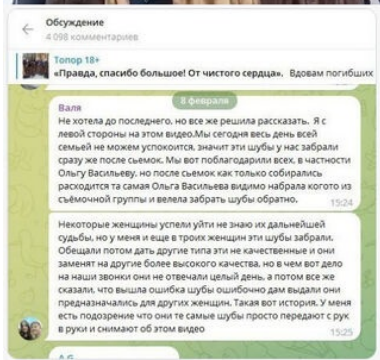 Обсуждение
4 098 комментариев
Топор 18+
«Правда, спасибо большое! От чистого сердца». Вдовам погибших
8 февраля
Валя
Не хотела до последнего, но все же решила рассказать. Я с
левой стороны на этом видео.Мы сегодня весь день всей
семьей не можем успокоится, значит эти шубы у нас забрали
сразу же после сьемок. Мы вот поблагодарили всех, в частности
Ольгу Васильеву, но после сьемок как только собирались
расходится та самая Ольга Васильева видимо набрала когото из
съёмочной группы и велела забрать шубы обратно.
15:24
Некоторые женщины успели уйти не знаю их дальнейшей
судьбы, но у меня и еще в троих женщин эти шубы забрали.
Обещали потом дать другие типа эти не качественные и они
заменят на другие более высокого качества, но в чем вот дело
на наши звонки они не отвечали целый день, а потом все же
сказали, что вышла ошибка шубы ошибочно дам выдали они
предназначались для других женщин. Такая вот история. У меня
есть подозрение что они те самые шубы просто передают с рук
в руки и снимают об этом видео
15:25